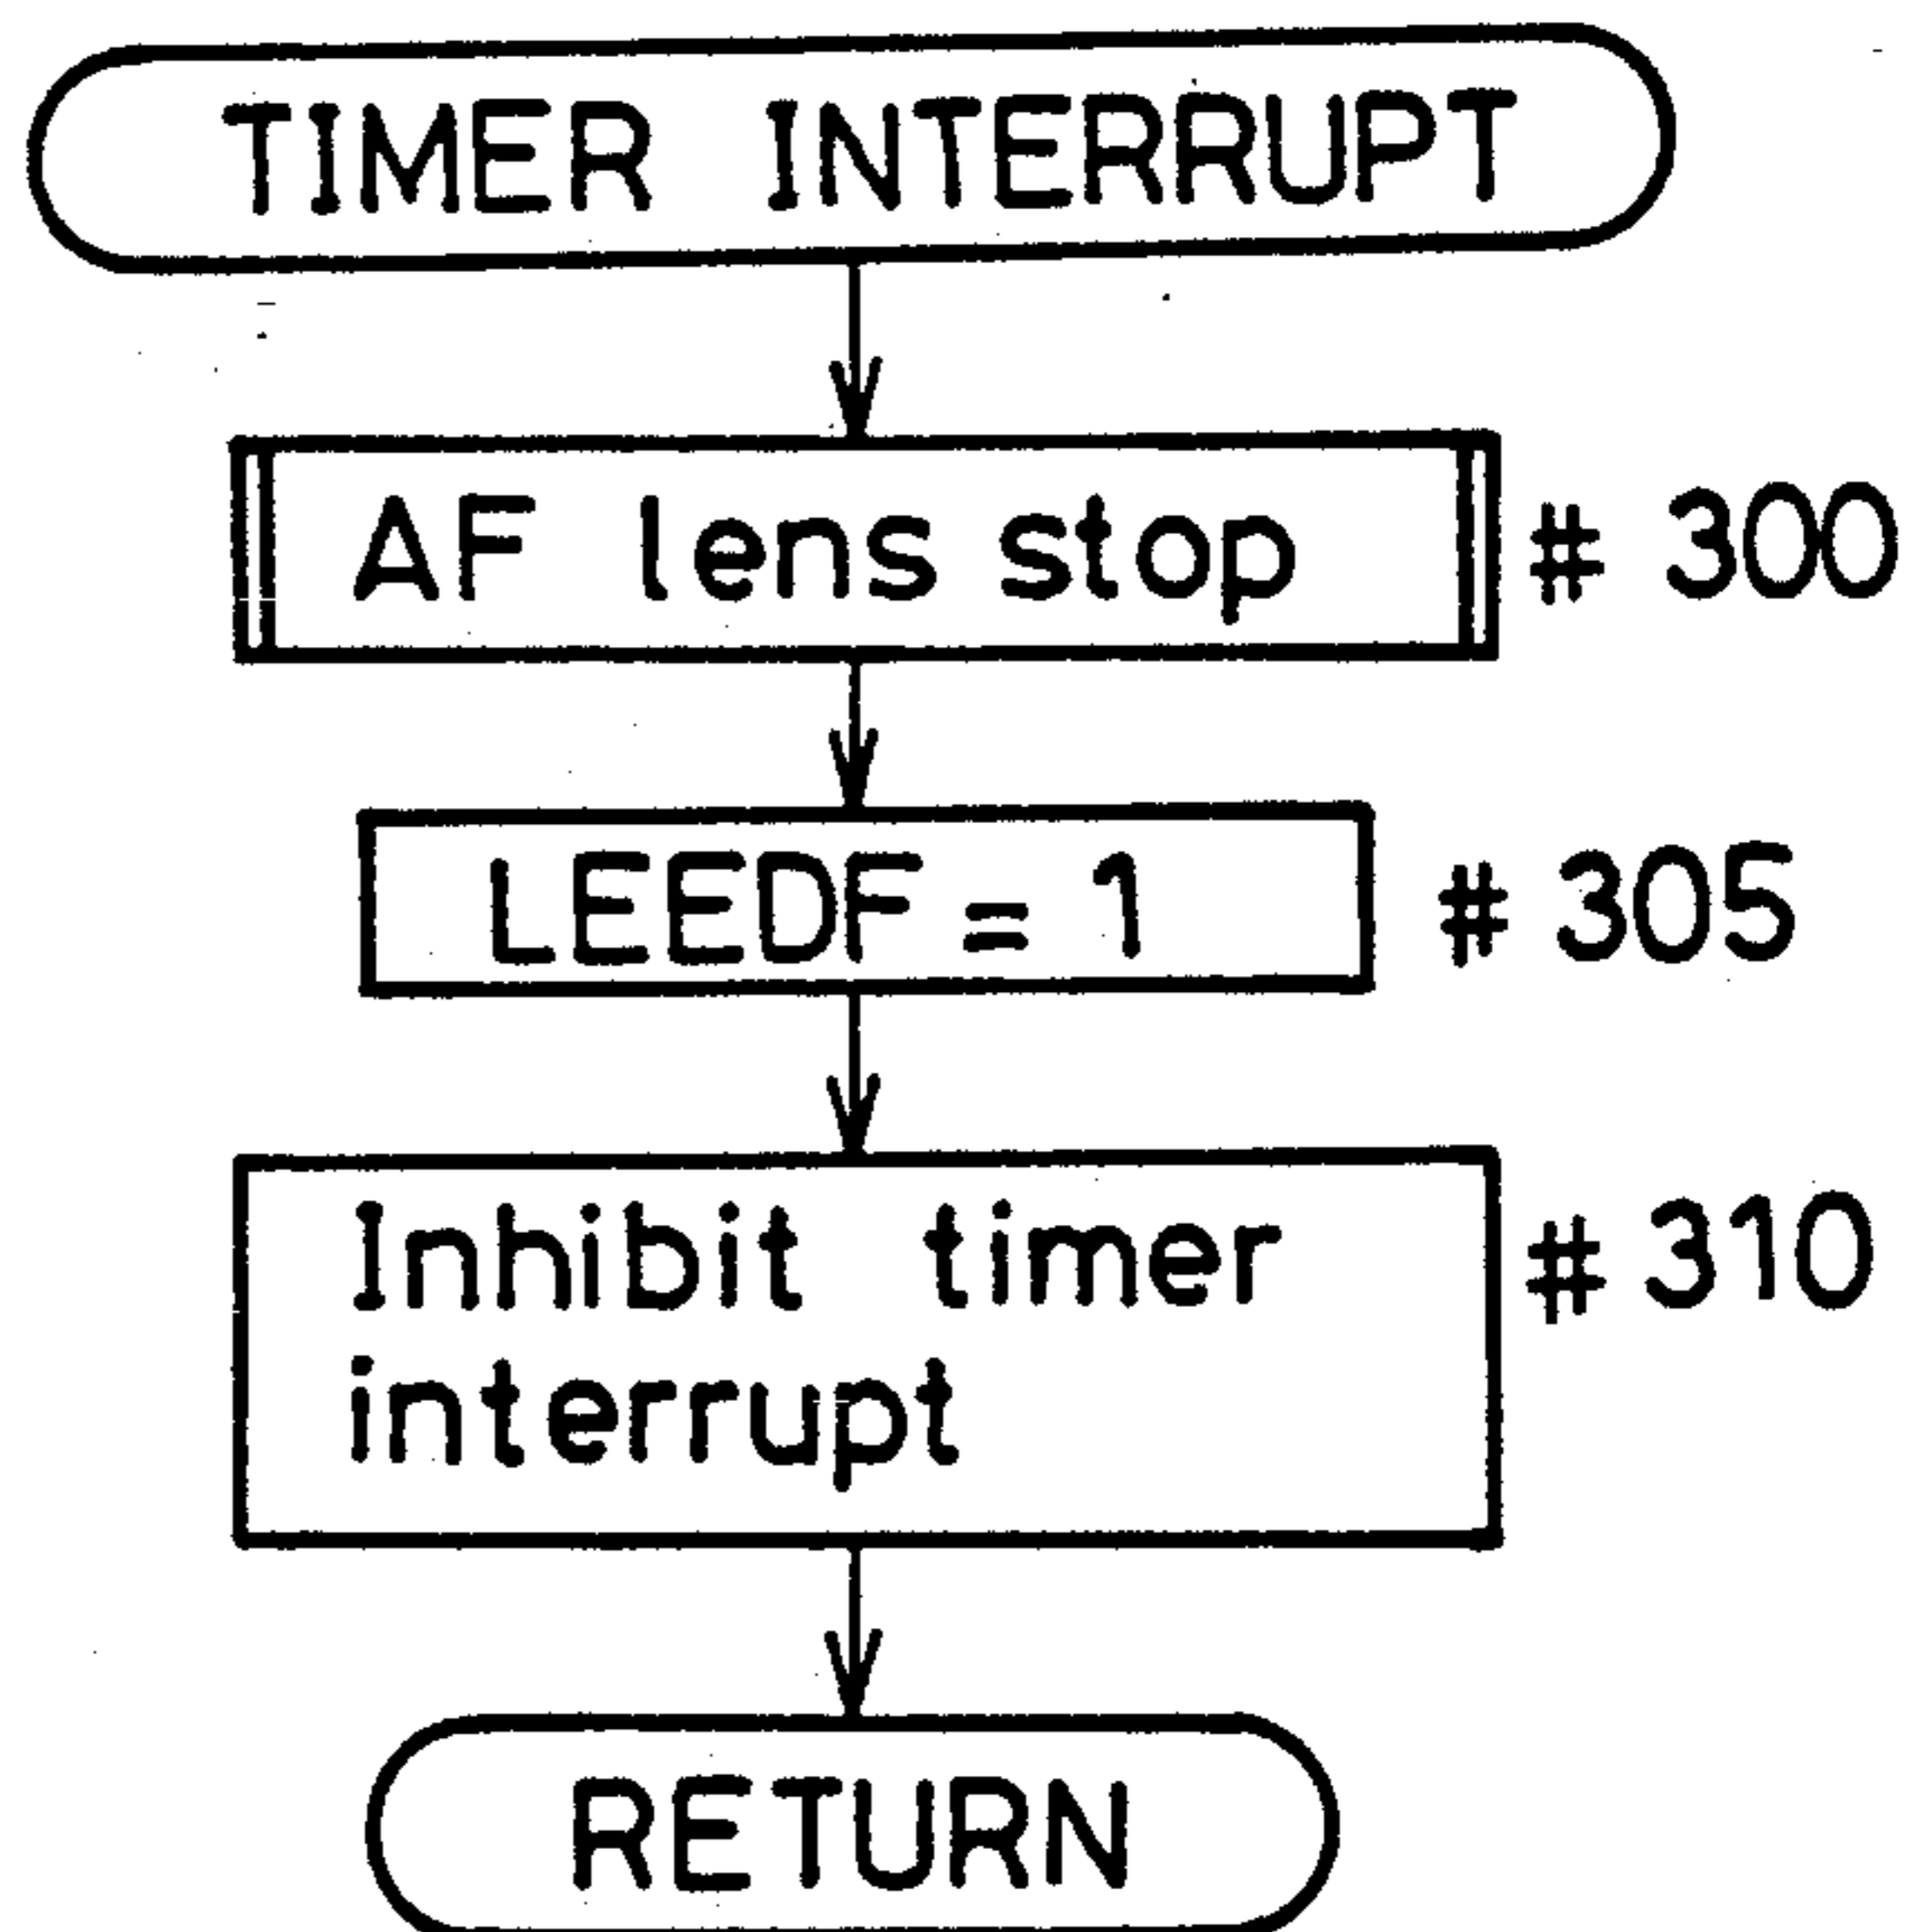 TIMER INTERRUPT
AF lens stop # 300
LEEDF = 1 # 305
Inhibit timer # 310
interrupt
RETURN